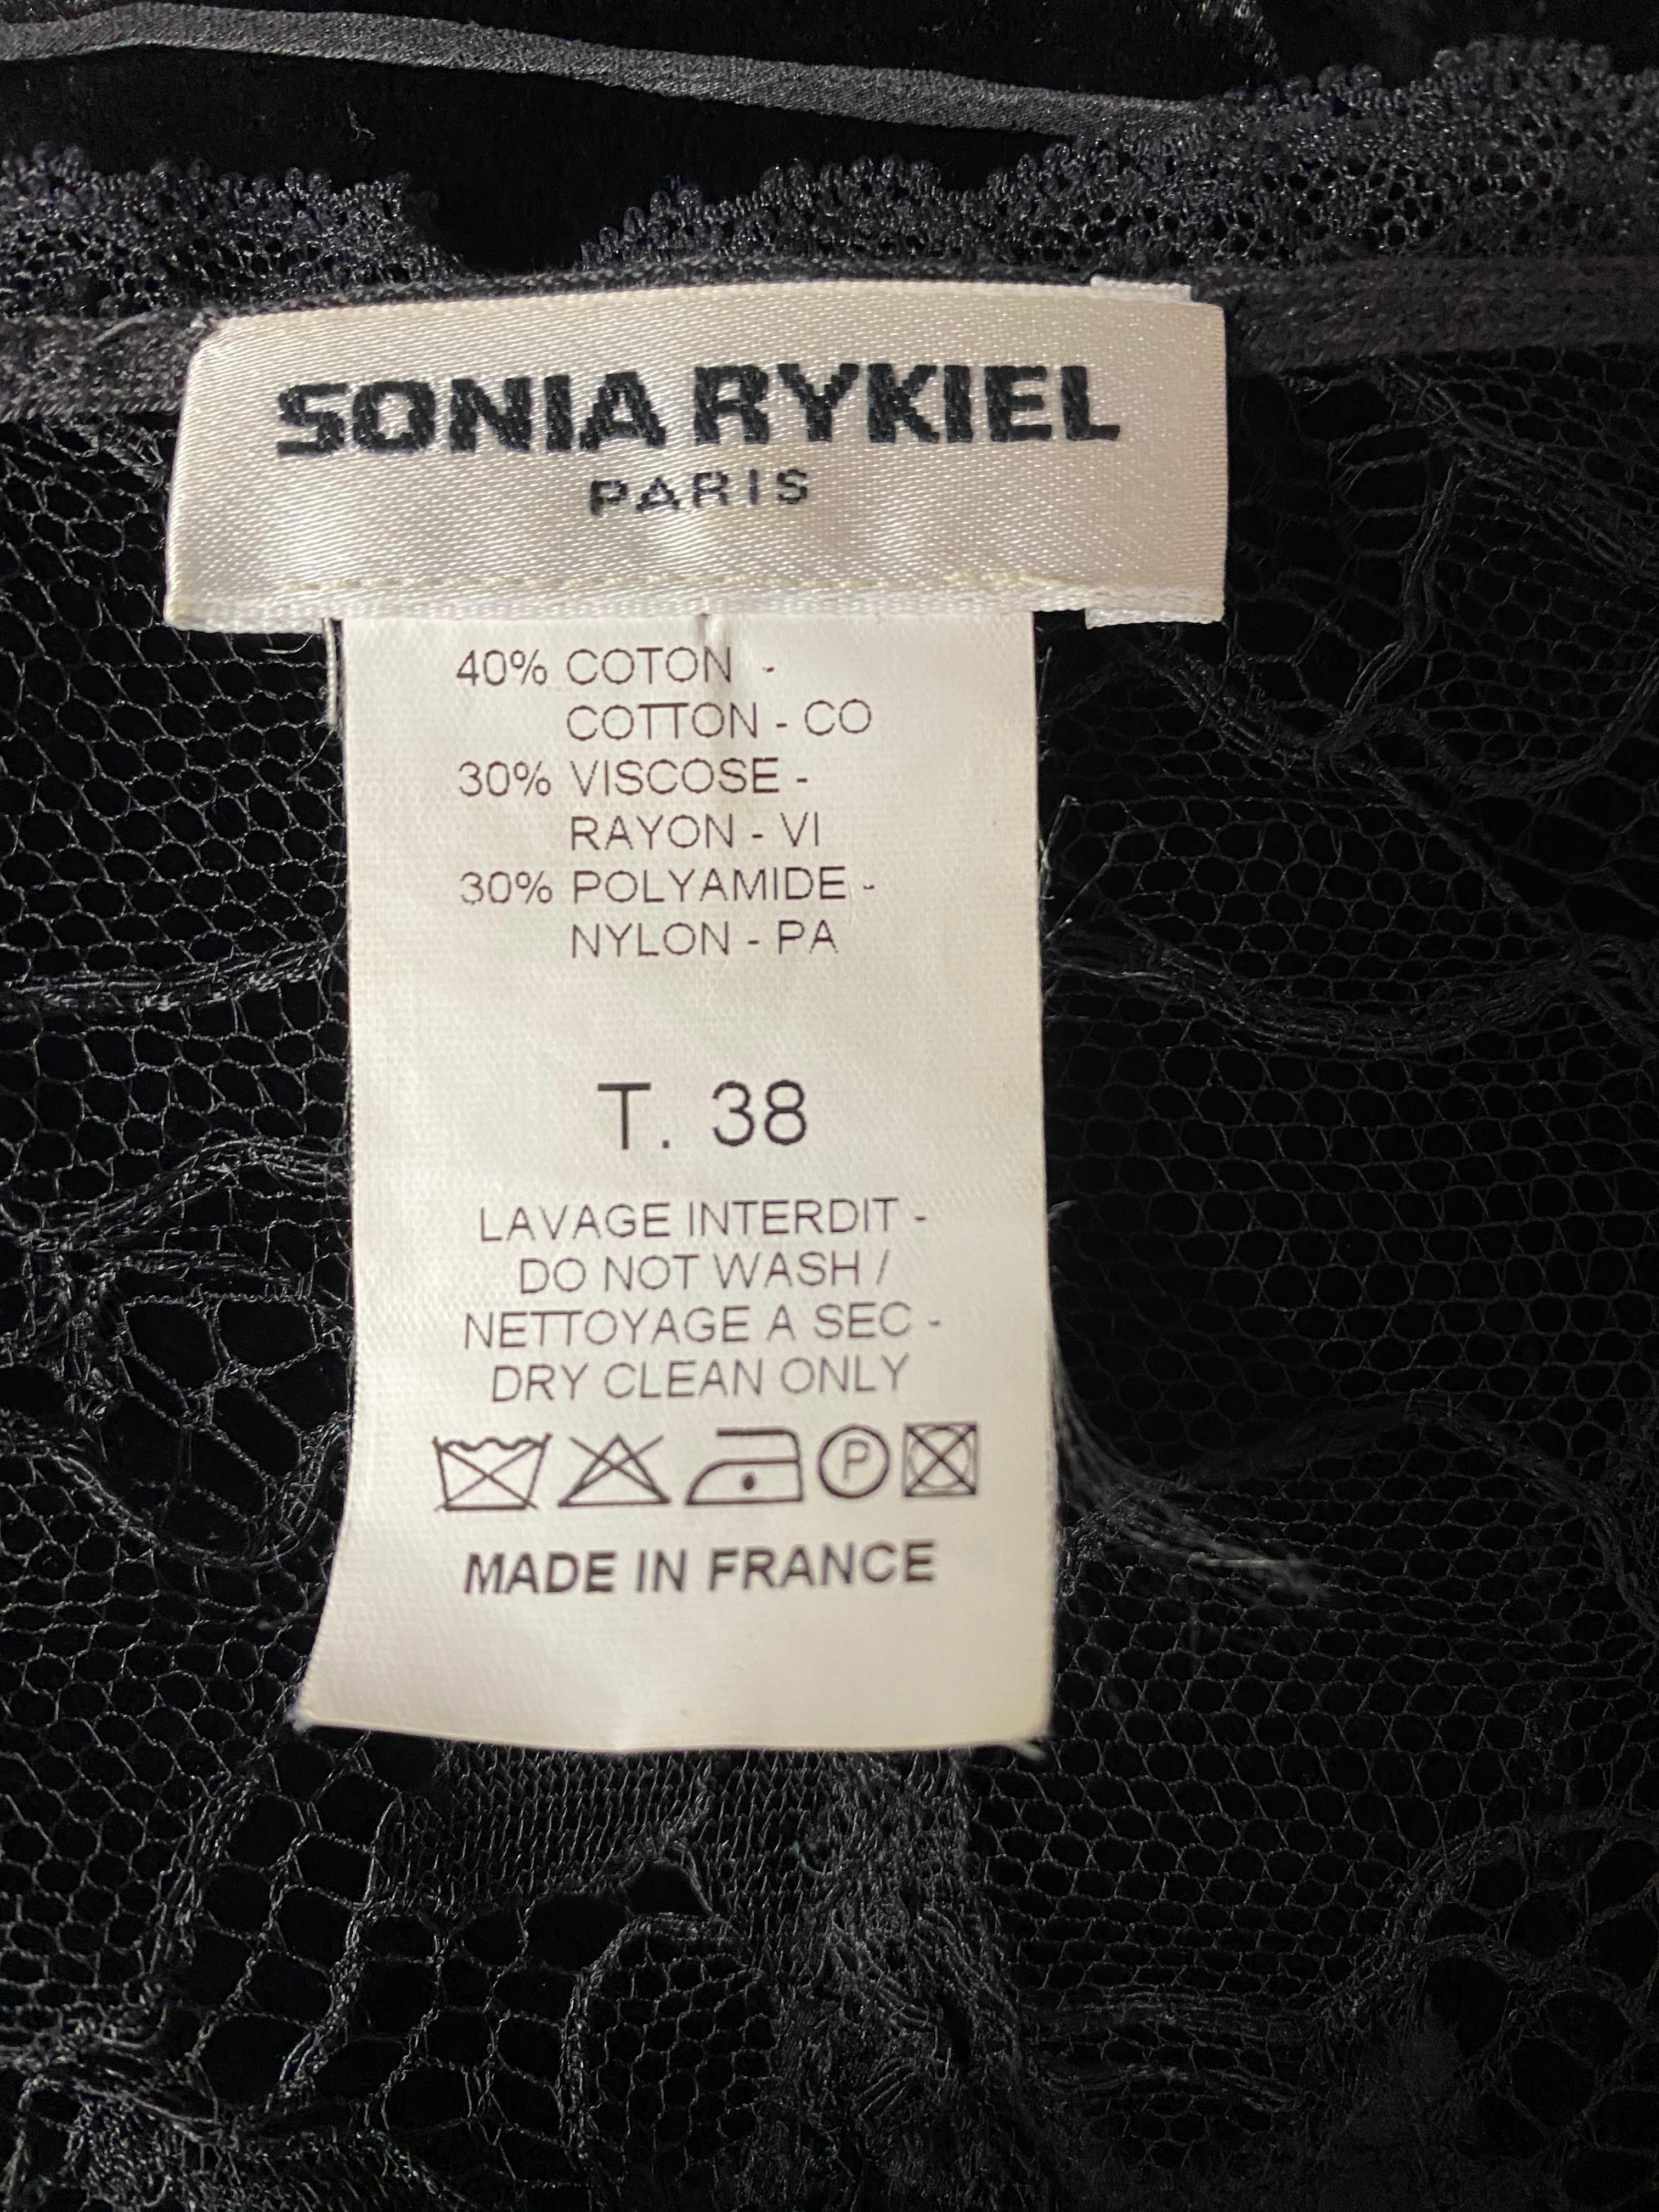 SONIA RYKIEL
PARIS
40% COTON -
COTTON - CO
30% VISCOSE -
RAYON - VI
30% POLYAMIDE -
NYLON - PA
T. 38
LAVAGE INTERDIT -
DO NOT WASH /
NETTOYAGE A SEC -
DRY CLEAN ONLY
P
MADE IN FRANCE